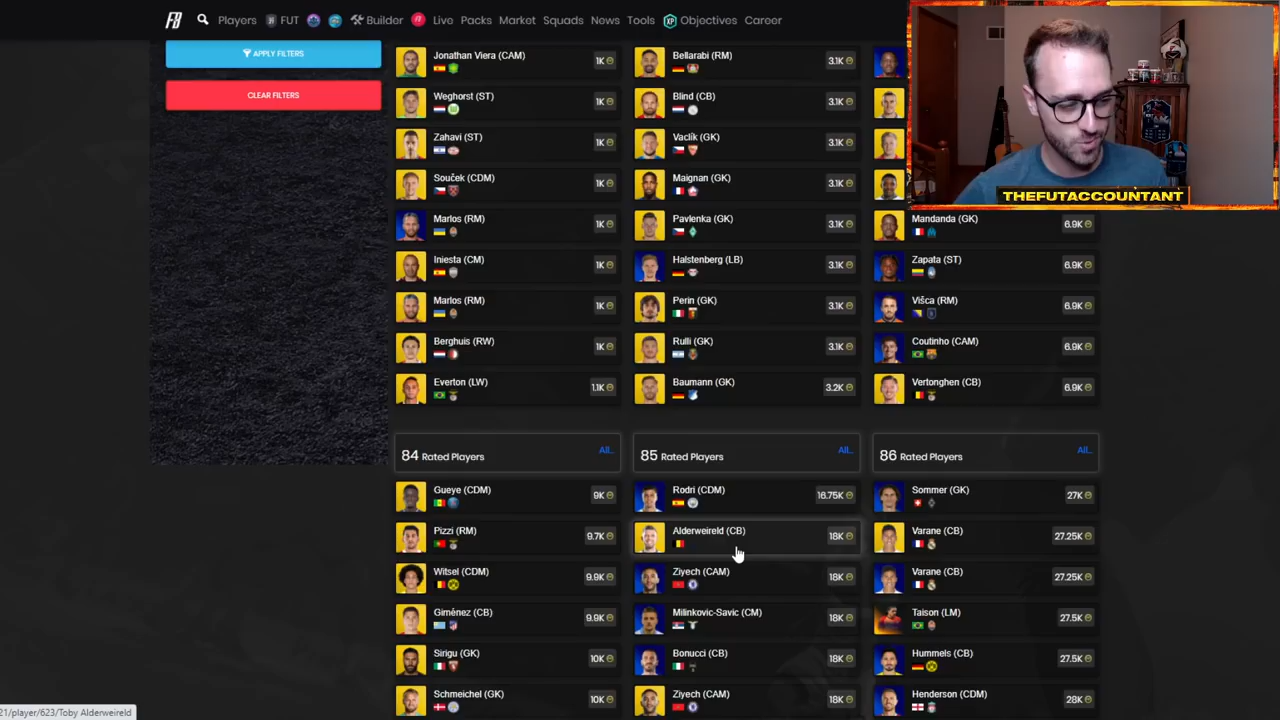 Players
FUT
Builder
Live
Packs
Market
Squads
News
Tools
XP
Objectives
Career
APPLY FILTERS
CLEAR FILTERS
Jonathan Viera (CAM)
1K
Weghorst (ST)
1K
Zahavi (ST)
1K
Souček (CDM)
1K
Marlos (RM)
1K
Iniesta (CM)
1K
Marlos (RM)
1K
Berghuis (RW)
1K
Everton (LW)
1.1K
Bellarabi (RM)
3.1K
Blind (CB)
3.1K
Vaclík (GK)
3.1K
Maignan (GK)
3.1K
Pavlenka (GK)
3.1K
Halstenberg (LB)
3.1K
Perin (GK)
3.1K
Rulli (GK)
3.1K
Baumann (GK)
3.2K
THEFUTACCOUNTANT
Mandanda (GK)
6.9K
Zapata (ST)
6.9K
Višca (RM)
6.9K
Coutinho (CAM)
6.9K
Vertonghen (CB)
6.9K
84 Rated Players
All..
Gueye (CDM)
9K
Pizzi (RM)
9.7K
Witsel (CDM)
9.9K
Giménez (CB)
9.9K
Sirigu (GK)
10K
Schmeichel (GK)
10K
85 Rated Players
All..
Rodri (CDM)
16.75K
Alderweireld (CB)
18K
Ziyech (CAM)
18K
Milinkovic-Savic (CM)
18K
Bonucci (CB)
18K
Ziyech (CAM)
18K
86 Rated Players
All..
Sommer (GK)
27K
Varane (CB)
27.25K
Varane (CB)
27.25K
Taison (LM)
27.5K
Hummels (CB)
27.5K
Henderson (CDM)
28K
21/player/623/Toby Alderweireld